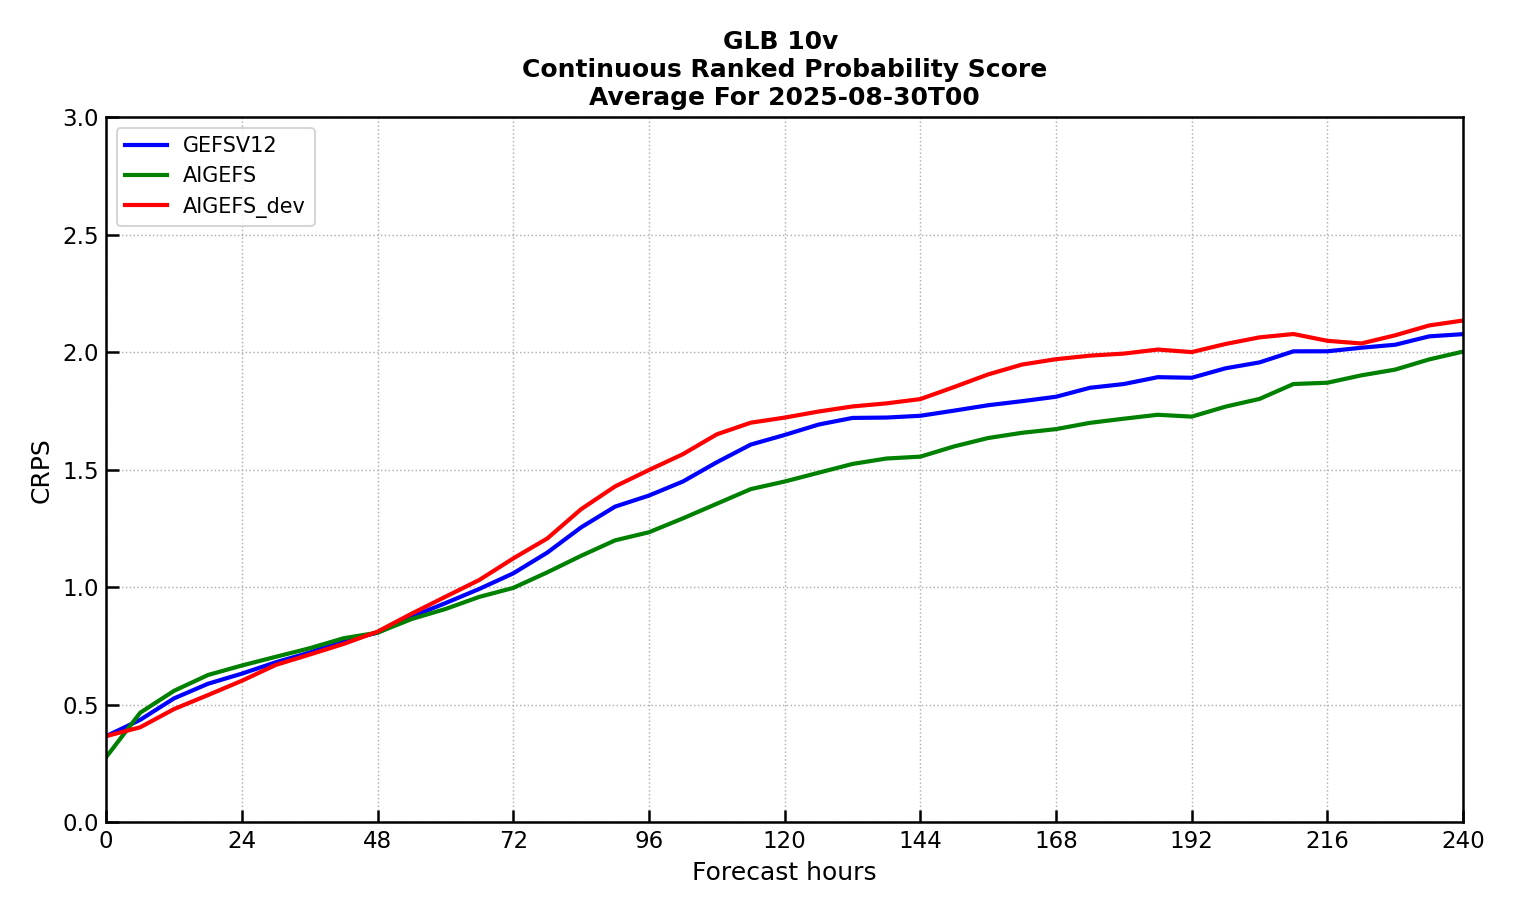 GLB 10v
Continuous Ranked Probability Score
Average For 2025-08-30T00
GEFSV12
AIGEFS
AIGEFS_dev
3.0
2.5
2.0
1.5
1.0
0.5
0.0
CRPS
0 24 48 72 96 120 144 168 192 216 240
Forecast hours